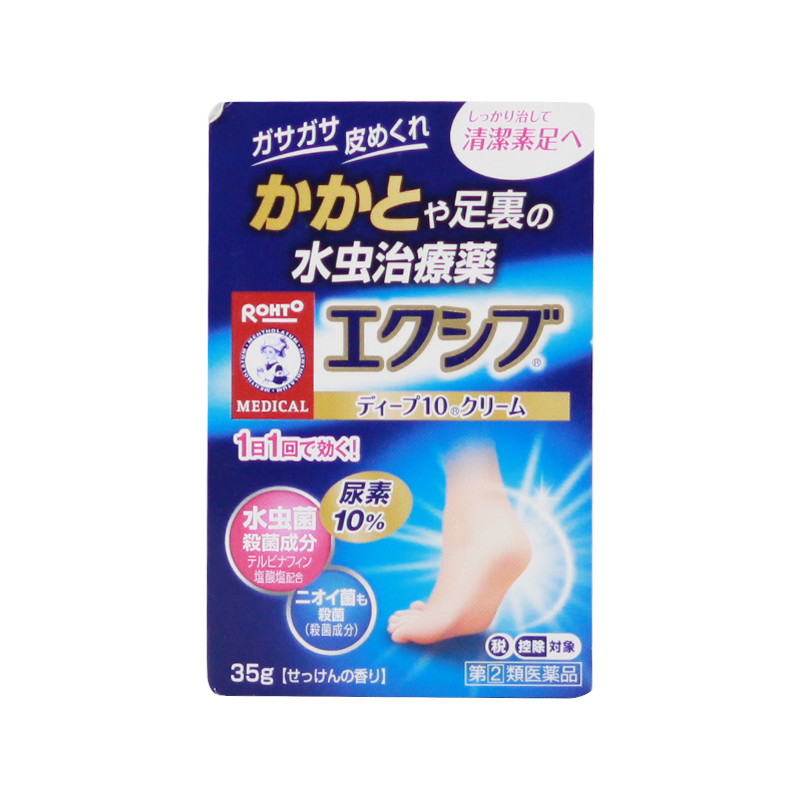 ガサガサ 皮めくれ
しっかり治して
清潔素足へ
かかとや足裏の
水虫治療薬
ROHTO
MENTHOLATUM
MEDICAL
エクシブ®
ディープ10®クリーム
1日1回で効く!
尿素
10%
水虫菌
殺菌成分
テルビナフィン
塩酸塩配合
ニオイ菌も
殺菌
(殺菌成分)
税 控除 対象
35g【せっけんの香り】
指定②類医薬品